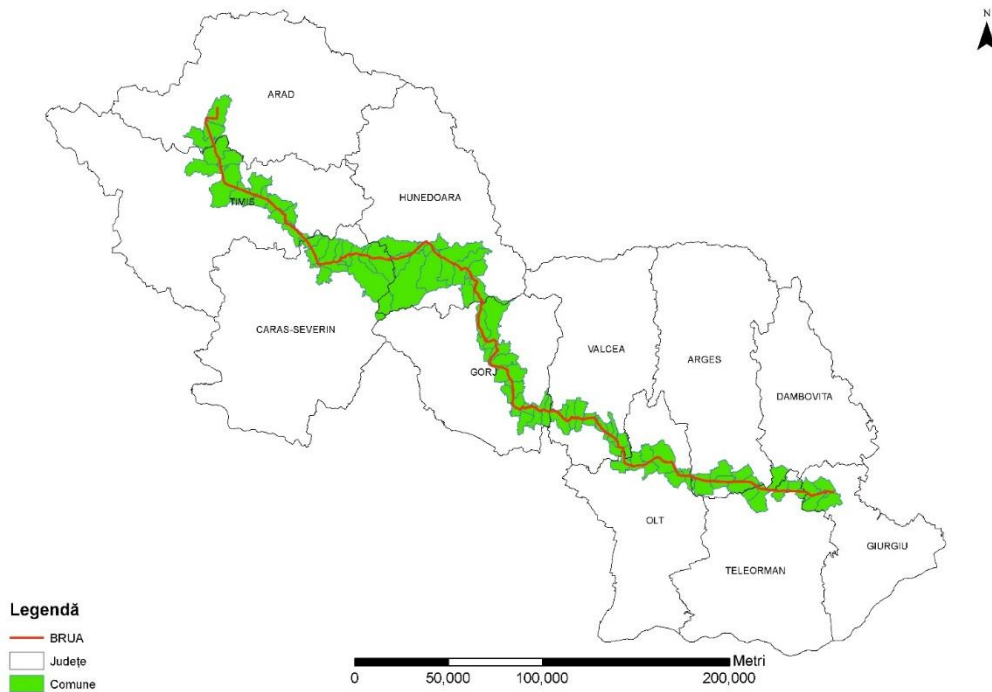 N
ARAD
HUNEDOARA
TIMIS
CARAS-SEVERIN
VALCEA
ARGES
GORJ
DAMBOVITA
OLT
GIURGIU
TELEORMAN
Legendă
BRUA
Județe
Comune
Metri
0 50,000 100,000 200,000